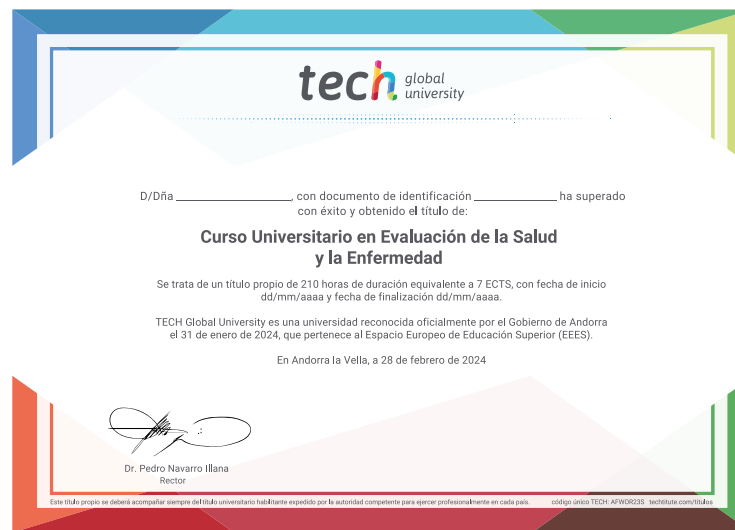 tech global university
D/Dña ____________________, con documento de identificación ______________ ha superado
con éxito y obtenido el título de:
Curso Universitario en Evaluación de la Salud
y la Enfermedad
Se trata de un título propio de 210 horas de duración equivalente a 7 ECTS, con fecha de inicio
dd/mm/aaaa y fecha de finalización dd/mm/aaaa.
TECH Global University es una universidad reconocida oficialmente por el Gobierno de Andorra
el 31 de enero de 2024, que pertenece al Espacio Europeo de Educación Superior (EEES).
En Andorra la Vella, a 28 de febrero de 2024
Dr. Pedro Navarro Illana
Rector
Este título propio se deberá acompañar siempre del título universitario habilitante expedido por la autoridad competente para ejercer profesionalmente en cada país. código único TECH: AFWOR23S techtitute.com/titulos